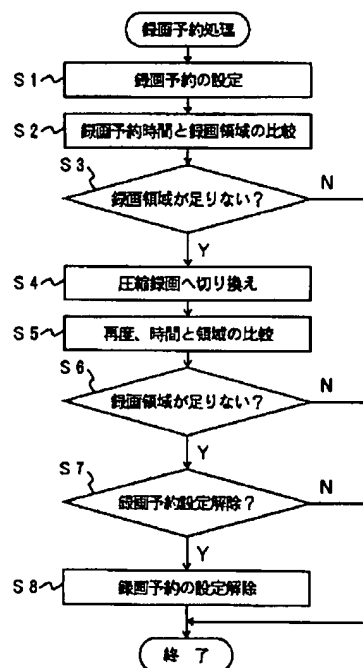 録画予約処理
S1 録画予約の設定
S2 録画予約時間と録画領域の比較
S3
録画領域が足りない? N
Y
S4 圧縮録画へ切り換え
S5 再度、時間と領域の比較
S6
録画領域が足りない? N
Y
S7
録画予約設定解除? N
Y
S8 録画予約の設定解除
終 了